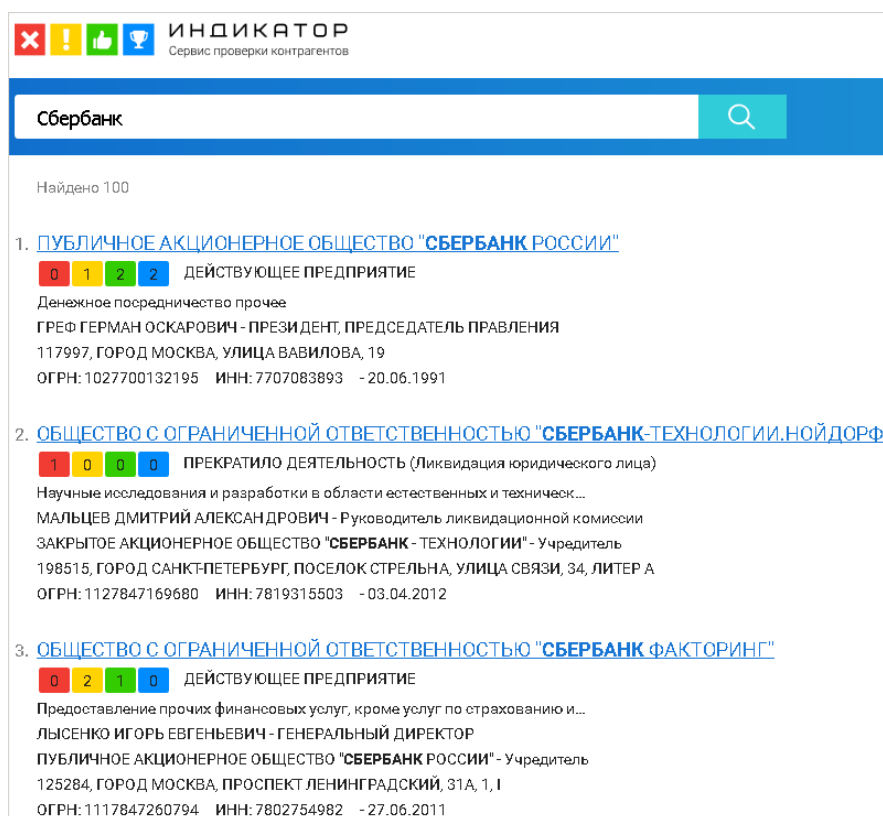 ИНДИКАТОР
Сервис проверки контрагентов
Сбербанк
Найдено 100
1. ПУБЛИЧНОЕ АКЦИОНЕРНОЕ ОБЩЕСТВО "СБЕРБАНК РОССИИ"
0 1 2 2 ДЕЙСТВУЮЩЕЕ ПРЕДПРИЯТИЕ
Денежное посредничество прочее
ГРЕФ ГЕРМАН ОСКАРОВИЧ - ПРЕЗИДЕНТ, ПРЕДСЕДАТЕЛЬ ПРАВЛЕНИЯ
117997, ГОРОД МОСКВА, УЛИЦА ВАВИЛОВА, 19
ОГРН: 1027700132195 ИНН: 7707083893 - 20.06.1991
2. ОБЩЕСТВО С ОГРАНИЧЕННОЙ ОТВЕТСТВЕННОСТЬЮ "СБЕРБАНК-ТЕХНОЛОГИИ.НОЙДОРФ
1 0 0 0 ПРЕКРАТИЛО ДЕЯТЕЛЬНОСТЬ (Ликвидация юридического лица)
Научные исследования и разработки в области естественных и техническ...
МАЛЬЦЕВ ДМИТРИЙ АЛЕКСАНДРОВИЧ - Руководитель ликвидационной комиссии
ЗАКРЫТОЕ АКЦИОНЕРНОЕ ОБЩЕСТВО "СБЕРБАНК - ТЕХНОЛОГИИ" - Учредитель
198515, ГОРОД САНКТ-ПЕТЕРБУРГ, ПОСЕЛОК СТРЕЛЬНА, УЛИЦА СВЯЗИ, 34, ЛИТЕР А
ОГРН: 1127847169680 ИНН: 7819315503 - 03.04.2012
3. ОБЩЕСТВО С ОГРАНИЧЕННОЙ ОТВЕТСТВЕННОСТЬЮ "СБЕРБАНК ФАКТОРИНГ"
0 2 1 0 ДЕЙСТВУЮЩЕЕ ПРЕДПРИЯТИЕ
Предоставление прочих финансовых услуг, кроме услуг по страхованию и...
ЛЫСЕНКО ИГОРЬ ЕВГЕНЬЕВИЧ - ГЕНЕРАЛЬНЫЙ ДИРЕКТОР
ПУБЛИЧНОЕ АКЦИОНЕРНОЕ ОБЩЕСТВО "СБЕРБАНК РОССИИ" - Учредитель
125284, ГОРОД МОСКВА, ПРОСПЕКТ ЛЕНИНГРАДСКИЙ, 31А, 1, I
ОГРН: 1117847260794 ИНН: 7802754982 - 27.06.2011